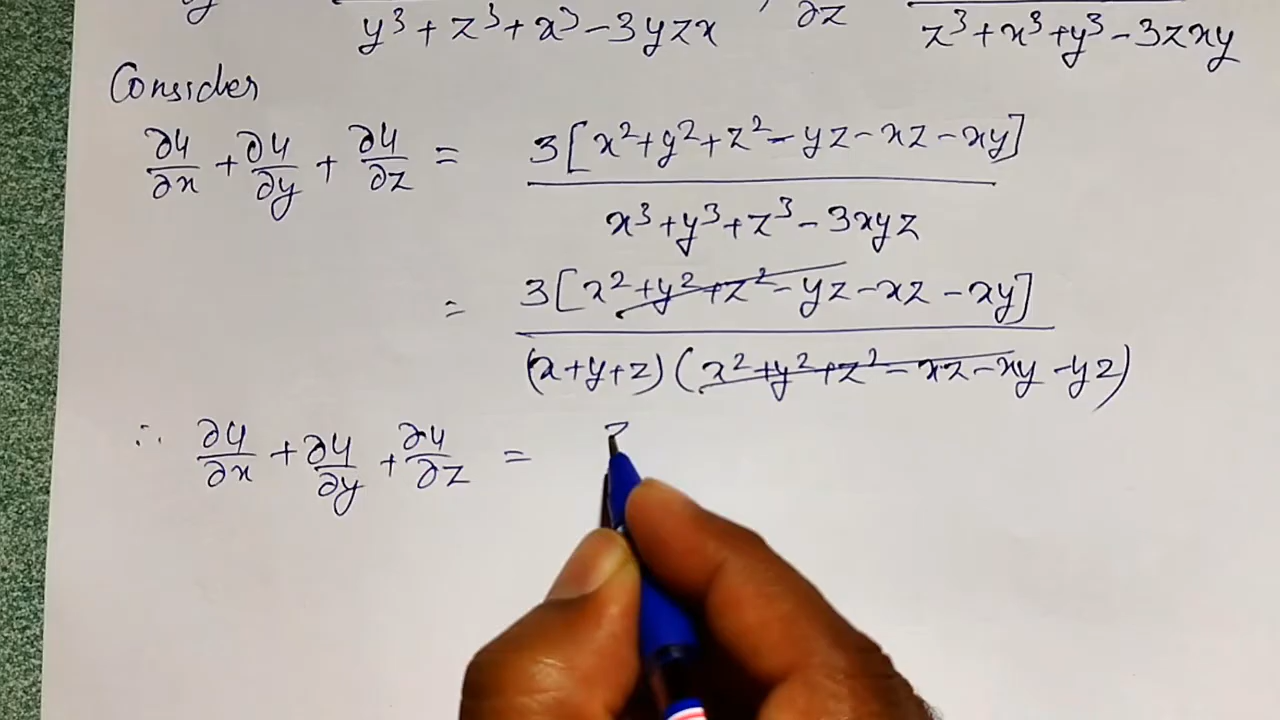 y³ + z³ + x³ - 3yzx , ∂z z³ + x³ + y³ - 3zxy
Consider
∂u/∂x + ∂u/∂y + ∂u/∂z = 3[x² + y² + z² - yz - xz - xy]
x³ + y³ + z³ - 3xyz
= 3[x² + y² + z² - yz - xz - xy]
(x+y+z) (x² + y² + z² - xz - xy - yz)
∴ ∂u/∂x + ∂u/∂y + ∂u/∂z =